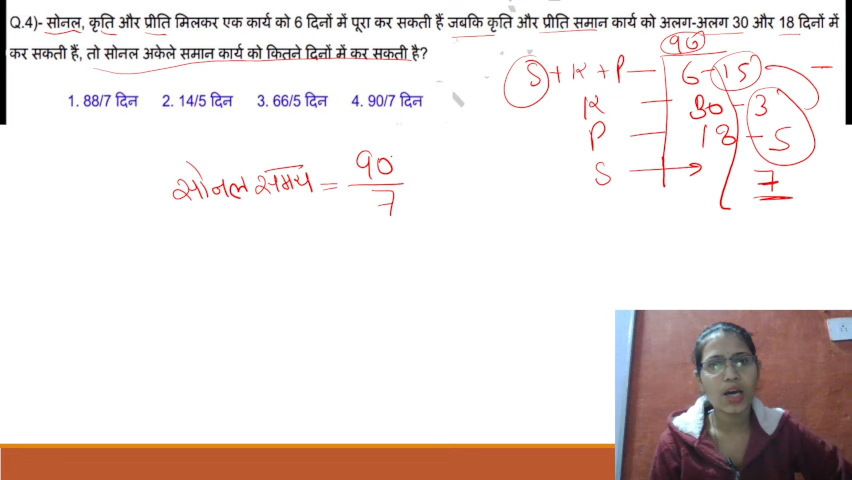 Q.4)- सोनल, कृति और प्रीति मिलकर एक कार्य को 6 दिनों में पूरा कर सकती हैं जबकि कृति और प्रीति समान कार्य को अलग-अलग 30 और 18 दिनों में
कर सकती हैं, तो सोनल अकेले समान कार्य को कितने दिनों में कर सकती है?
1. 88/7 दिन 2. 14/5 दिन 3. 66/5 दिन 4. 90/7 दिन
90
S + K + P — 6 – 15
K — 30 – 3
P — 18 – 5
S → 7
सोनल समय = 90/7